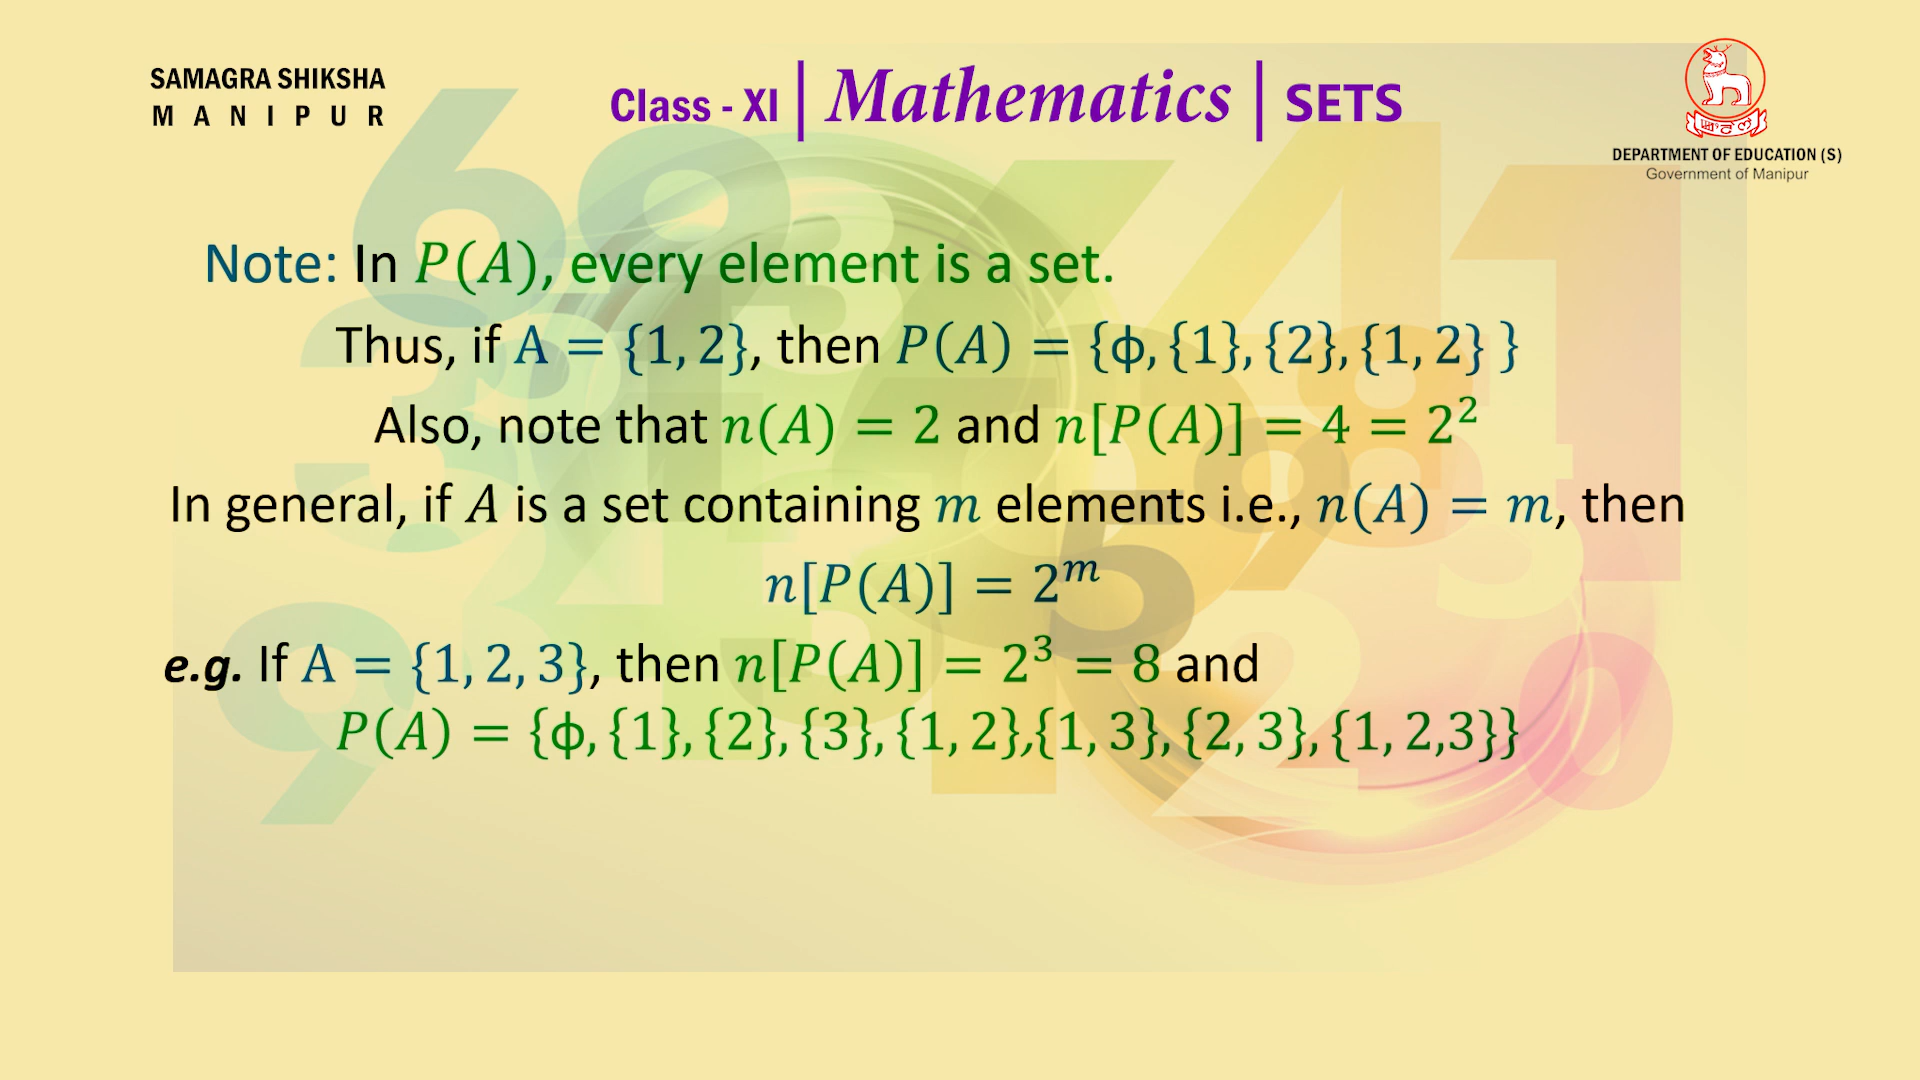 SAMAGRA SHIKSHA
MANIPUR
Class - XI | Mathematics | SETS
DEPARTMENT OF EDUCATION (S)
Government of Manipur
Note: In P(A), every element is a set.
Thus, if A = {1, 2}, then P(A) = {ϕ, {1}, {2}, {1, 2} }
Also, note that n(A) = 2 and n[P(A)] = 4 = 2²
In general, if A is a set containing m elements i.e., n(A) = m, then
n[P(A)] = 2ᵐ
e.g. If A = {1, 2, 3}, then n[P(A)] = 2³ = 8 and
P(A) = {ϕ, {1}, {2}, {3}, {1, 2},{1, 3}, {2, 3}, {1, 2,3}}